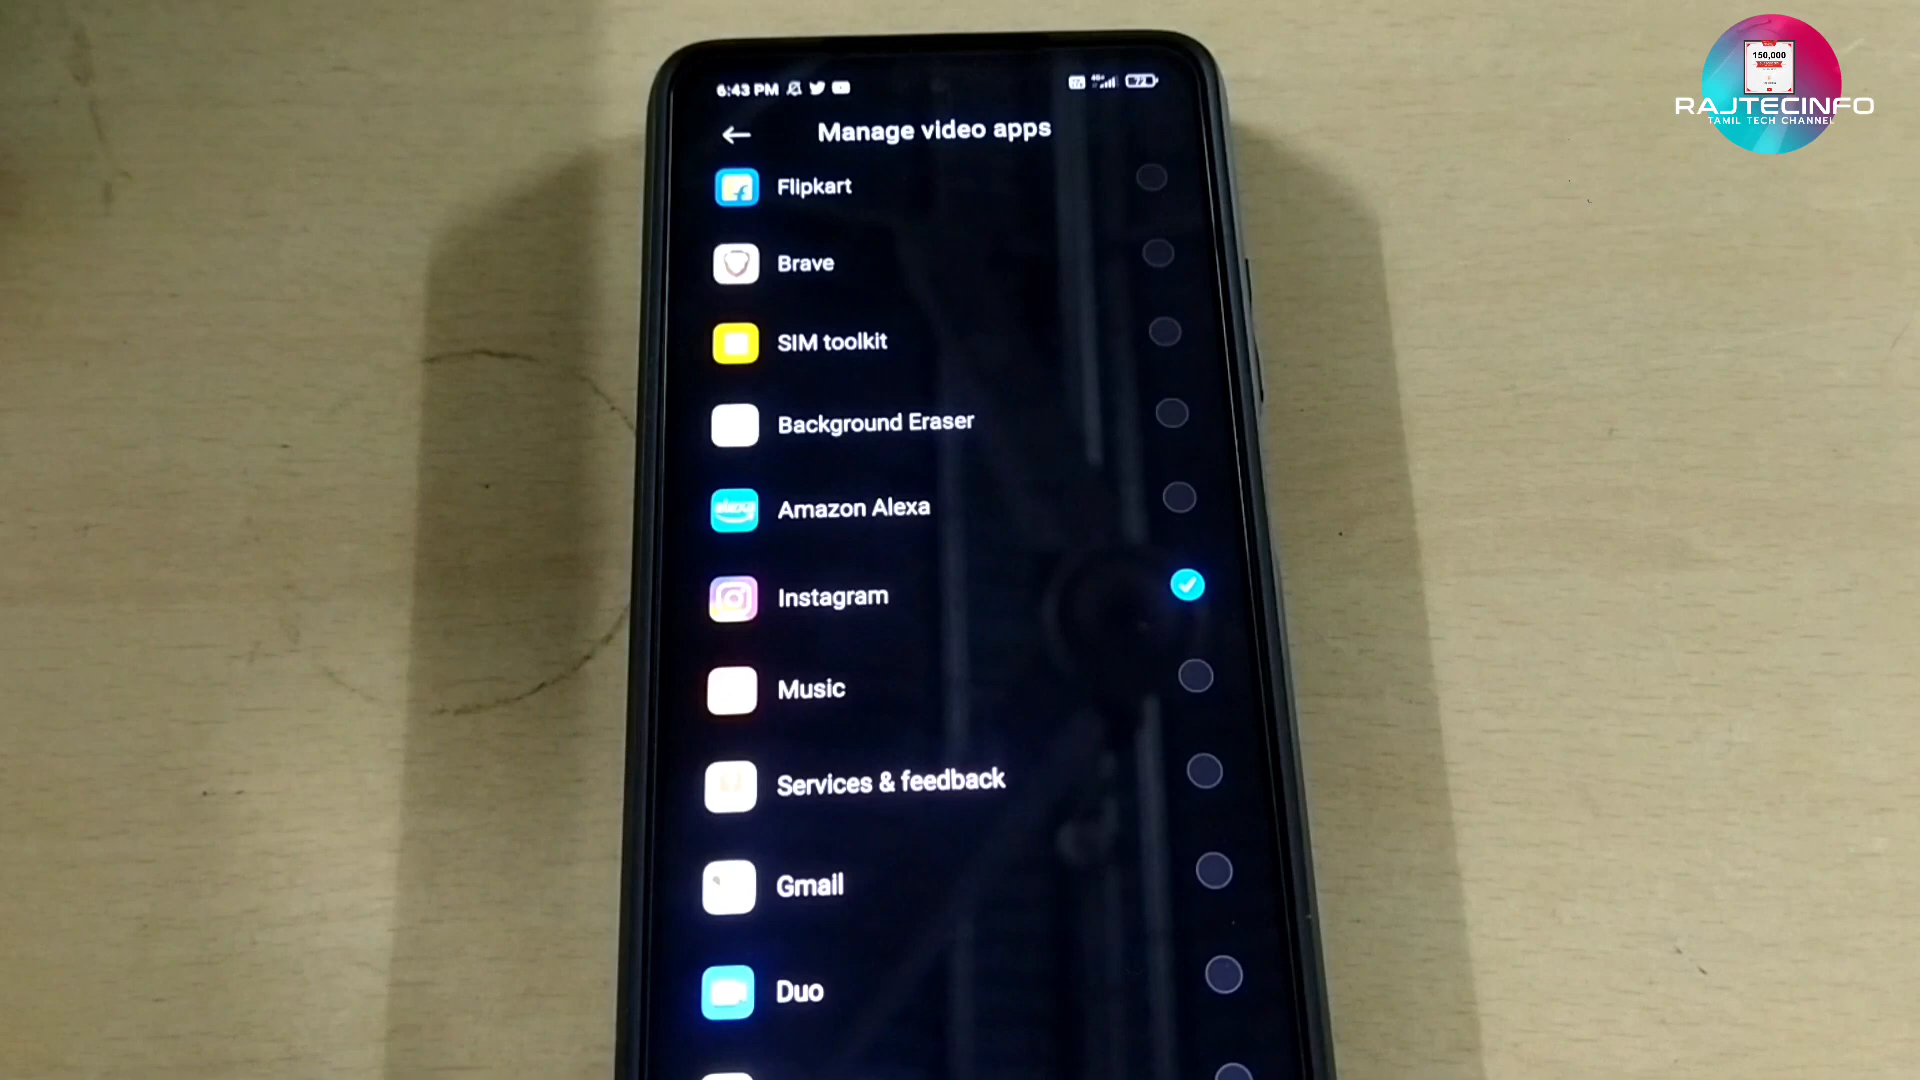 6:43 PM
72
Manage video apps
Flipkart
Brave
SIM toolkit
Background Eraser
Amazon Alexa
Instagram
Music
Services & feedback
Gmail
Duo
150,000
RAJTECINFO
TAMIL TECH CHANNEL